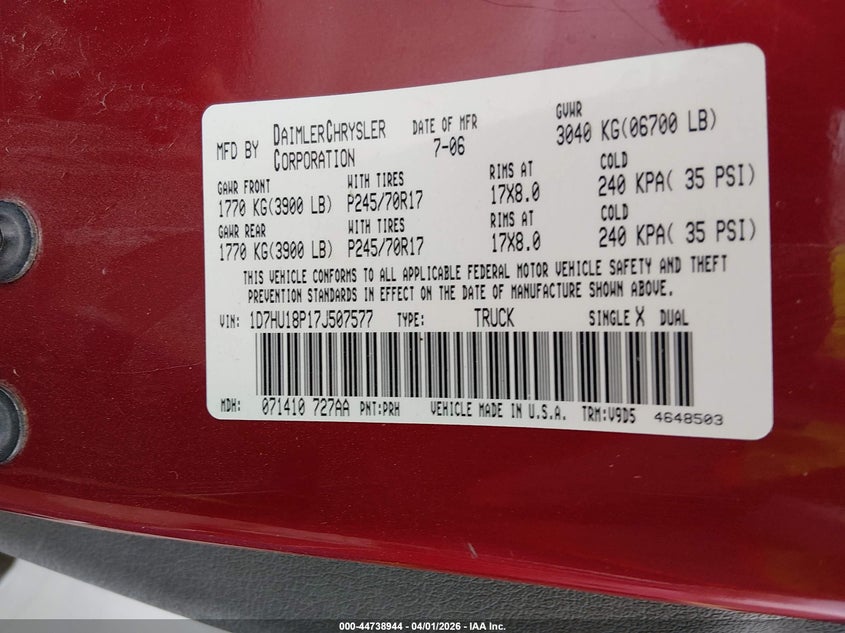 MFD BY DAIMLERCHRYSLER CORPORATION DATE OF MFR 7-06 GVWR 3040 KG(06700 LB)
GAWR FRONT WITH TIRES RIMS AT COLD
1770 KG(3900 LB) P245/70R17 17X8.0 240 KPA( 35 PSI)
GAWR REAR WITH TIRES RIMS AT COLD
1770 KG(3900 LB) P245/70R17 17X8.0 240 KPA( 35 PSI)
THIS VEHICLE CONFORMS TO ALL APPLICABLE FEDERAL MOTOR VEHICLE SAFETY AND THEFT
PREVENTION STANDARDS IN EFFECT ON THE DATE OF MANUFACTURE SHOWN ABOVE.
VIN: 1D7HU18P17J507577 TYPE: TRUCK SINGLE X DUAL
MDH: 071410 727AA PNT:PRH VEHICLE MADE IN U.S.A. TRM:V9D5 4648503
000-44738944 - 04/01/2026 - IAA Inc.